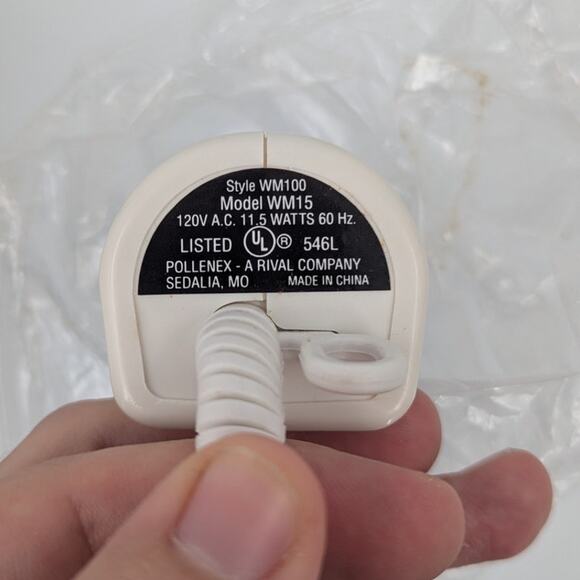 Style WM100
Model WM15
120V A.C. 11.5 WATTS 60 Hz.
LISTED UL® 546L
POLLENEX - A RIVAL COMPANY
SEDALIA, MO MADE IN CHINA